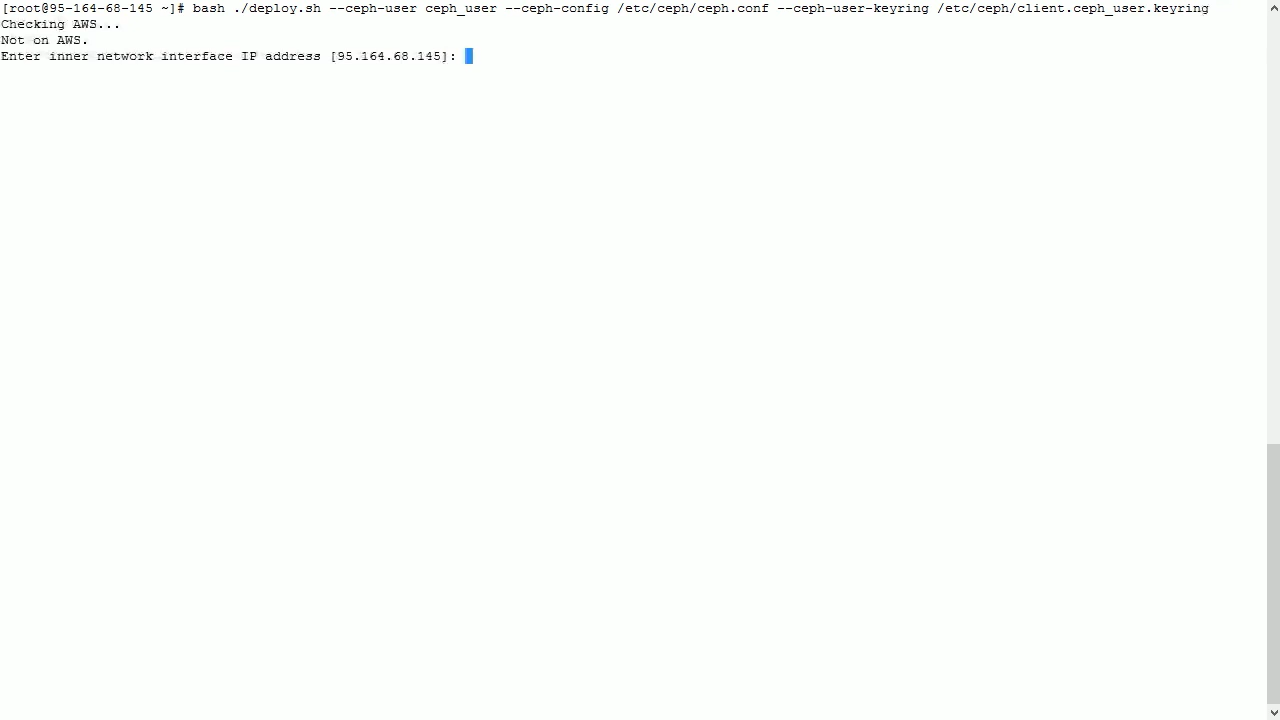 [root@95-164-68-145 ~]# bash ./deploy.sh --ceph-user ceph_user --ceph-config /etc/ceph/ceph.conf --ceph-user-keyring /etc/ceph/client.ceph_user.keyring
Checking AWS...
Not on AWS.
Enter inner network interface IP address [95.164.68.145]: